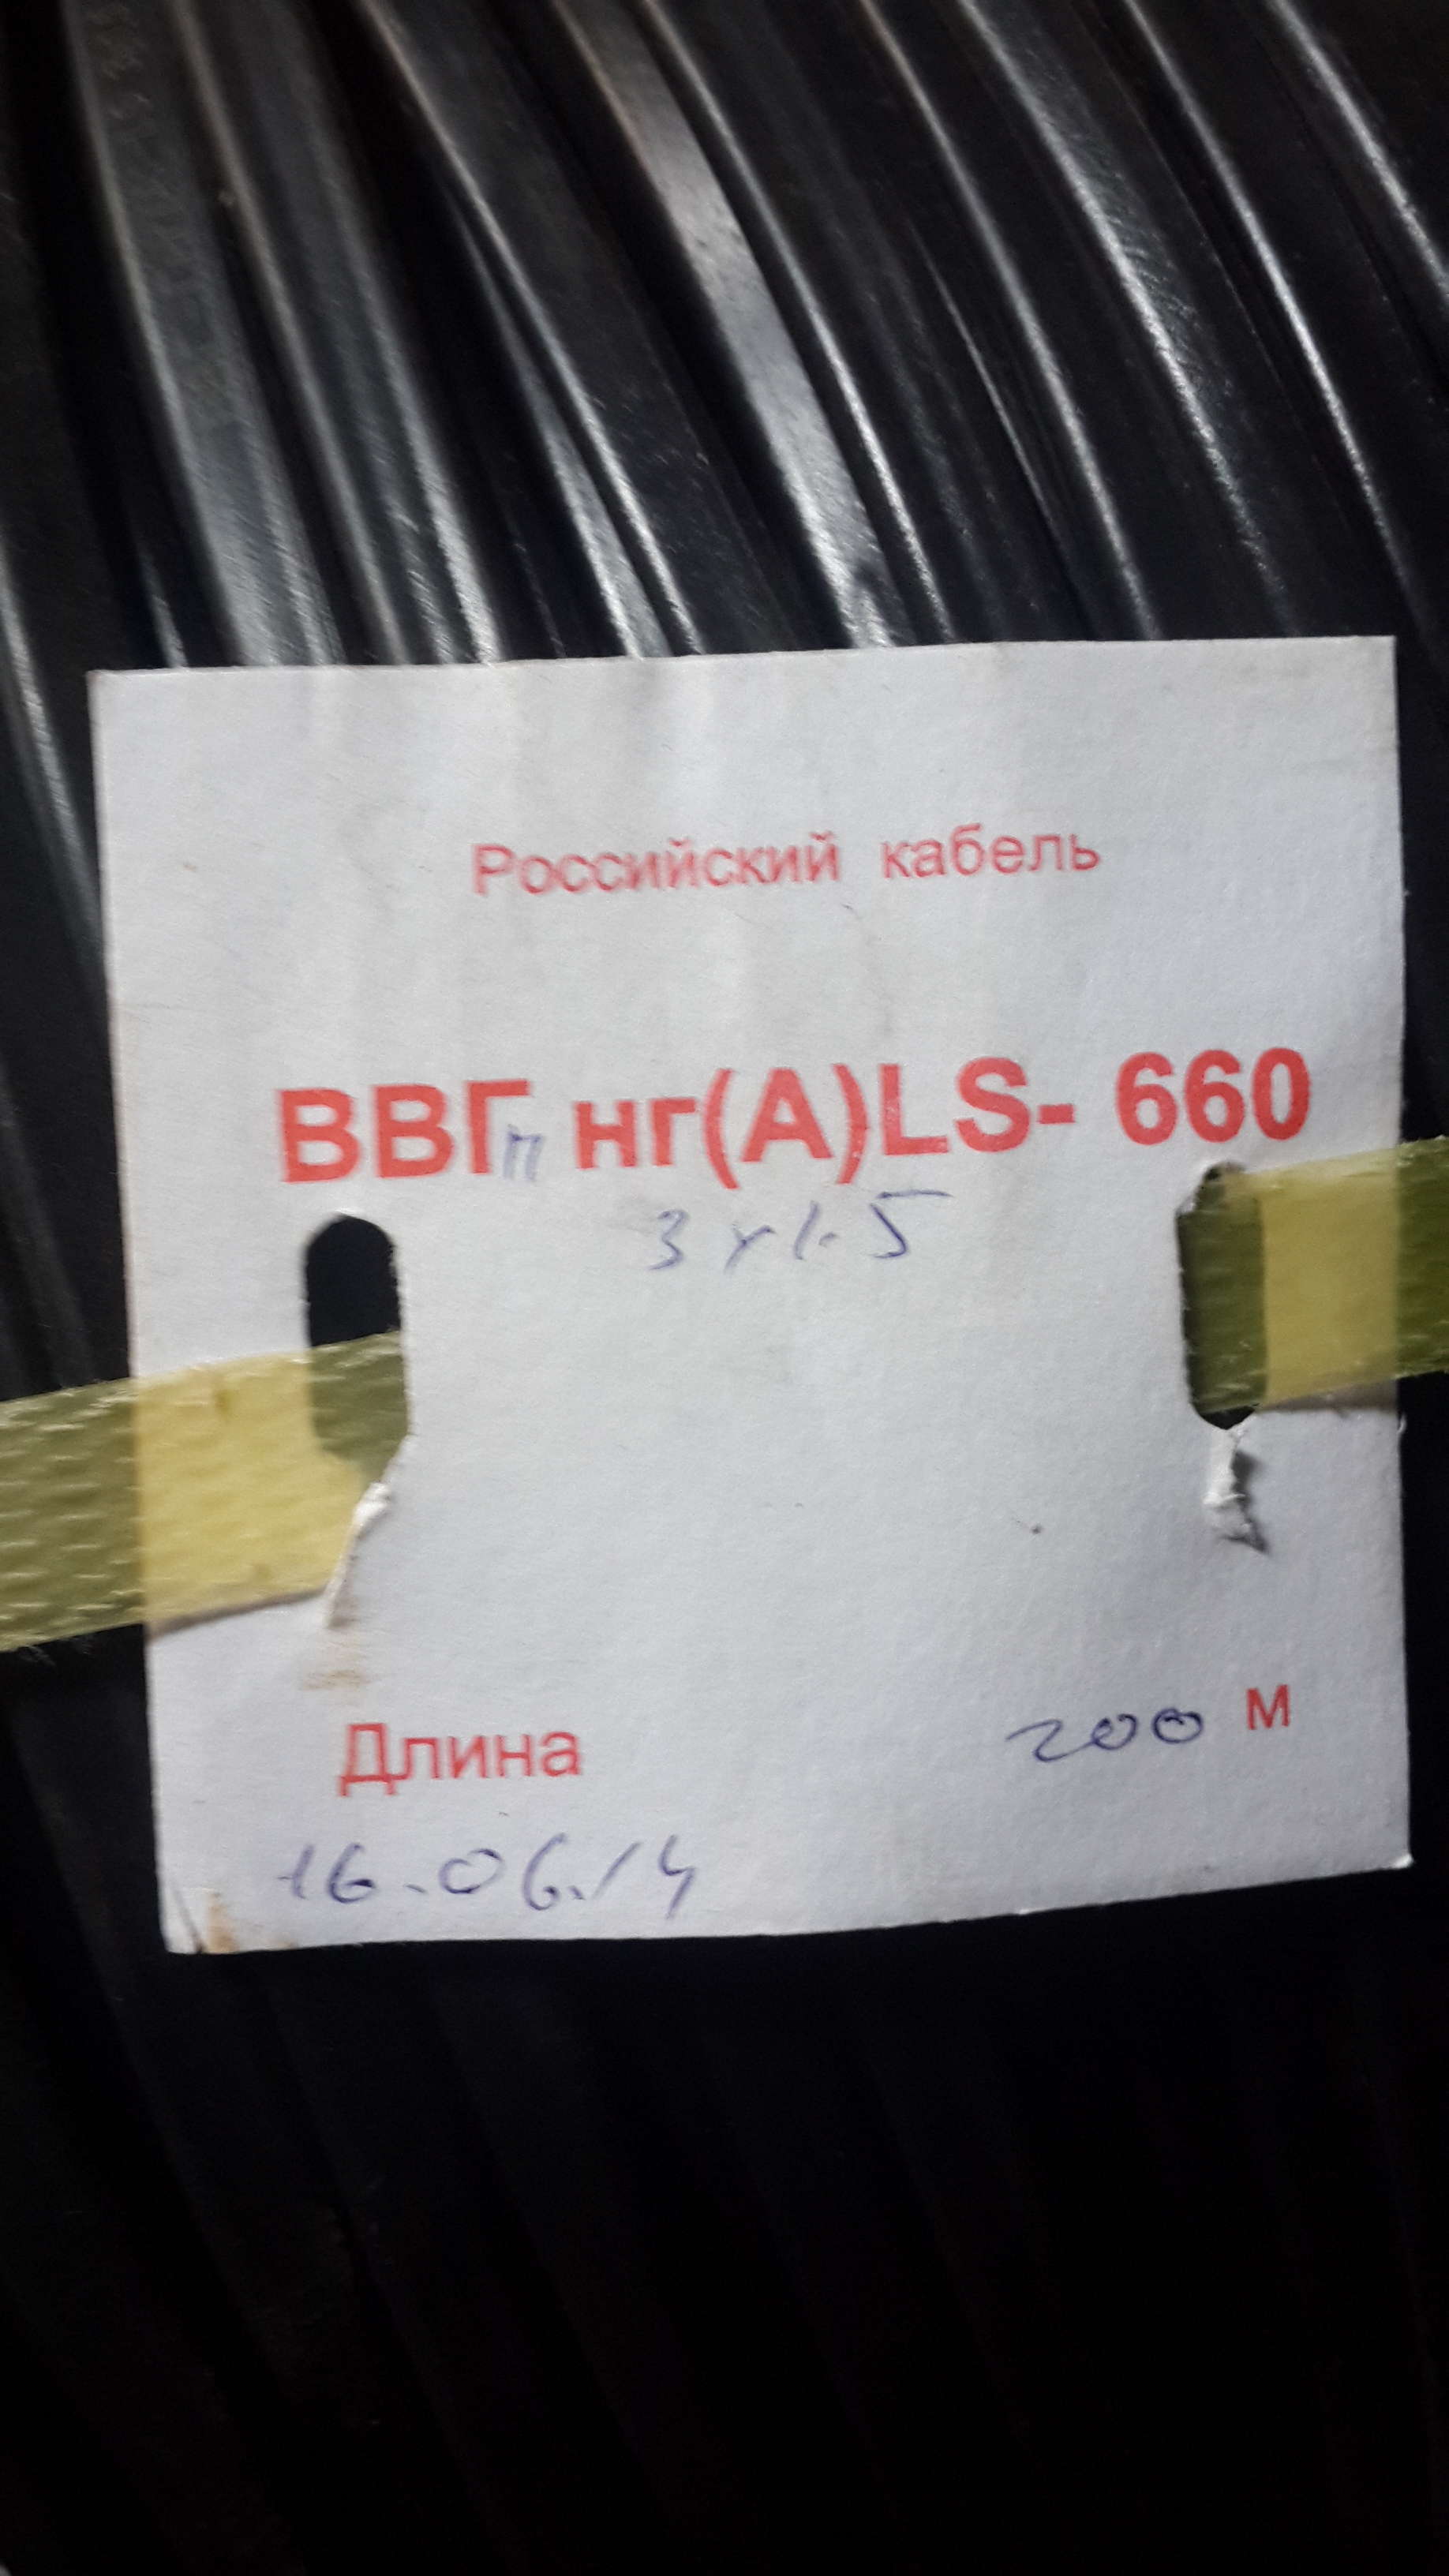 Российский кабель
ВВГп нг(А)LS- 660
3х1.5
Длина 200 м
16.06.14